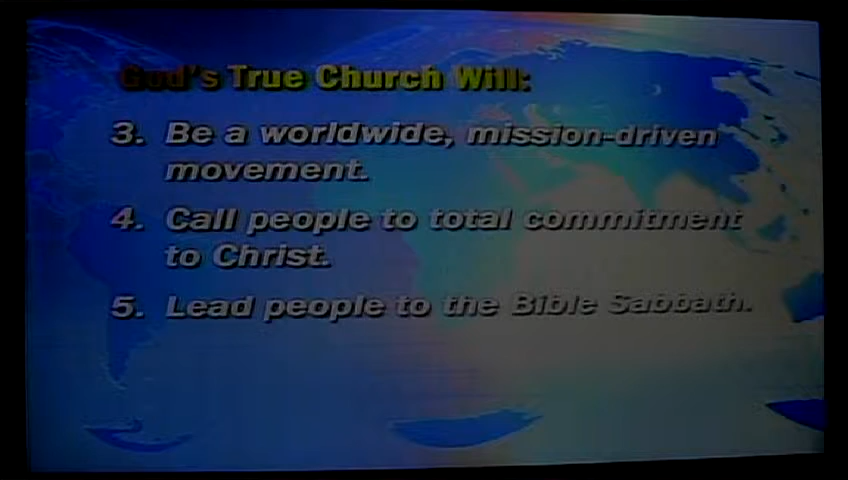 God's True Church Will:
3. Be a worldwide, mission-driven
movement.
4. Call people to total commitment
to Christ.
5. Lead people to the Bible Sabbath.